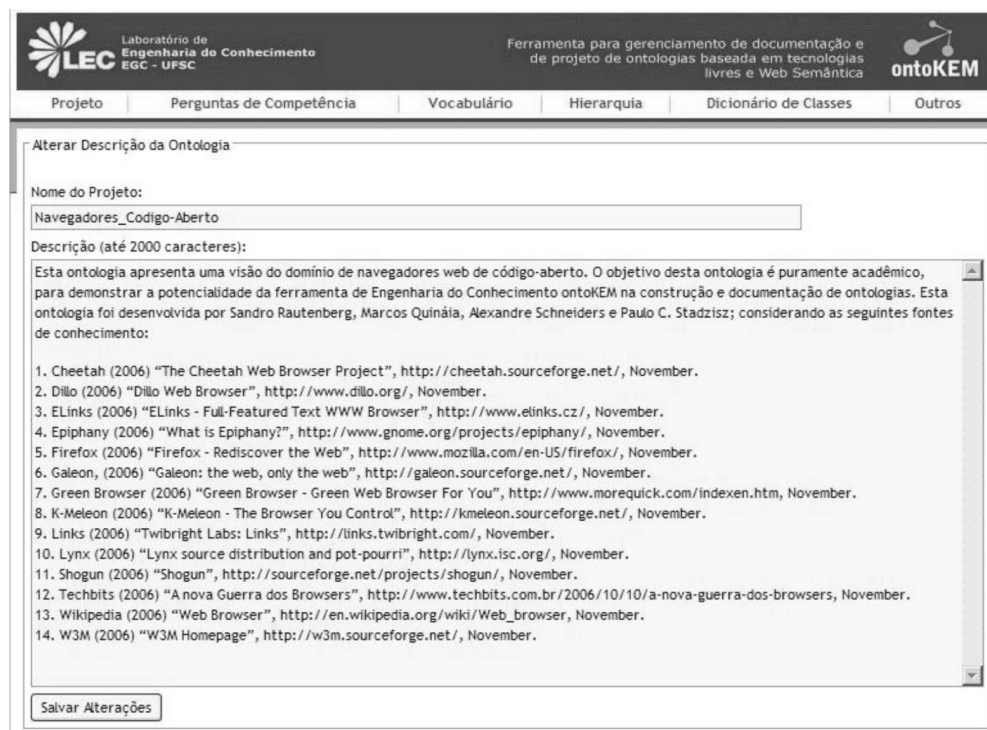 LEC
Laboratório de
Engenharia do Conhecimento
EGC - UFSC
Ferramenta para gerenciamento de documentação e
de projeto de ontologias baseada em tecnologias
livres e Web Semântica
ontoKEM
Projeto | Perguntas de Competência | Vocabulário | Hierarquia | Dicionário de Classes | Outros
Alterar Descrição da Ontologia
Nome do Projeto:
Navegadores_Codigo-Aberto
Descrição (até 2000 caracteres):
Esta ontologia apresenta uma visão do domínio de navegadores web de código-aberto. O objetivo desta ontologia é puramente acadêmico,
para demonstrar a potencialidade da ferramenta de Engenharia do Conhecimento ontoKEM na construção e documentação de ontologias. Esta
ontologia foi desenvolvida por Sandro Rautenberg, Marcos Quináia, Alexandre Schneiders e Paulo C. Stadzisz; considerando as seguintes fontes
de conhecimento:
1. Cheetah (2006) “The Cheetah Web Browser Project”, http://cheetah.sourceforge.net/, November.
2. Dillo (2006) “Dillo Web Browser”, http://www.dillo.org/, November.
3. ELinks (2006) “ELinks - Full-Featured Text WWW Browser”, http://www.elinks.cz/, November.
4. Epiphany (2006) “What is Epiphany?”, http://www.gnome.org/projects/epiphany/, November.
5. Firefox (2006) “Firefox - Rediscover the Web”, http://www.mozilla.com/en-US/firefox/, November.
6. Galeon, (2006) “Galeon: the web, only the web”, http://galeon.sourceforge.net/, November.
7. Green Browser (2006) “Green Browser - Green Web Browser For You”, http://www.morequick.com/indexen.htm, November.
8. K-Meleon (2006) “K-Meleon - The Browser You Control”, http://kmeleon.sourceforge.net/, November.
9. Links (2006) “Twibright Labs: Links”, http://links.twibright.com/, November.
10. Lynx (2006) “Lynx source distribution and pot-pourri”, http://lynx.isc.org/, November.
11. Shogun (2006) “Shogun”, http://sourceforge.net/projects/shogun/, November.
12. Techbits (2006) “A nova Guerra dos Browsers”, http://www.techbits.com.br/2006/10/10/a-nova-guerra-dos-browsers, November.
13. Wikipedia (2006) “Web Browser”, http://en.wikipedia.org/wiki/Web_browser, November.
14. W3M (2006) “W3M Homepage”, http://w3m.sourceforge.net/, November.
Salvar Alterações